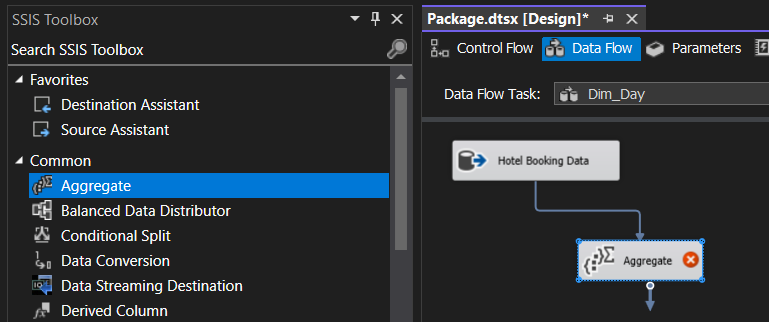 SSIS Toolbox
Search SSIS Toolbox
Favorites
Destination Assistant
Source Assistant
Common
Aggregate
Balanced Data Distributor
Conditional Split
Data Conversion
Data Streaming Destination
Derived Column
Package.dtsx [Design]*
Control Flow
Data Flow
Parameters
Data Flow Task:
Dim_Day
Hotel Booking Data
Aggregate